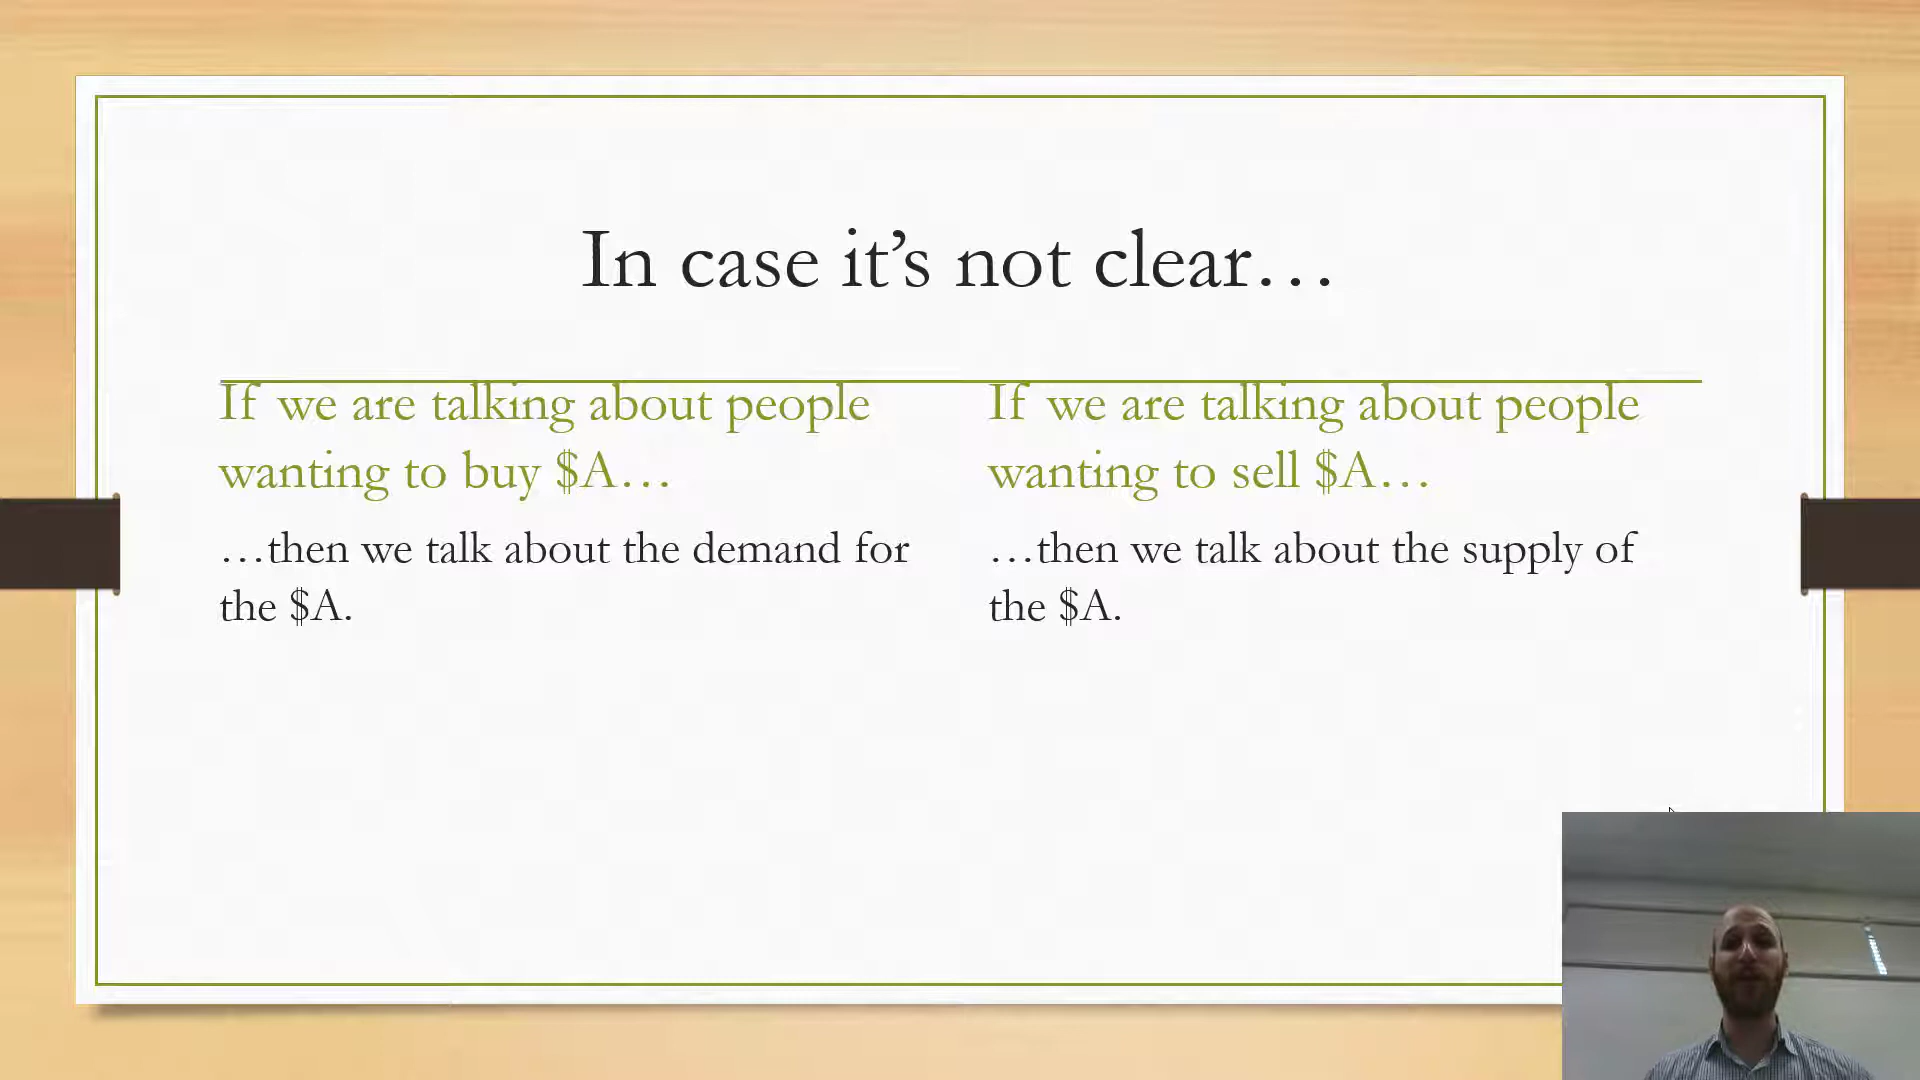 In case it’s not clear…
If we are talking about people
wanting to buy $A…
…then we talk about the demand for
the $A.
If we are talking about people
wanting to sell $A…
…then we talk about the supply of
the $A.